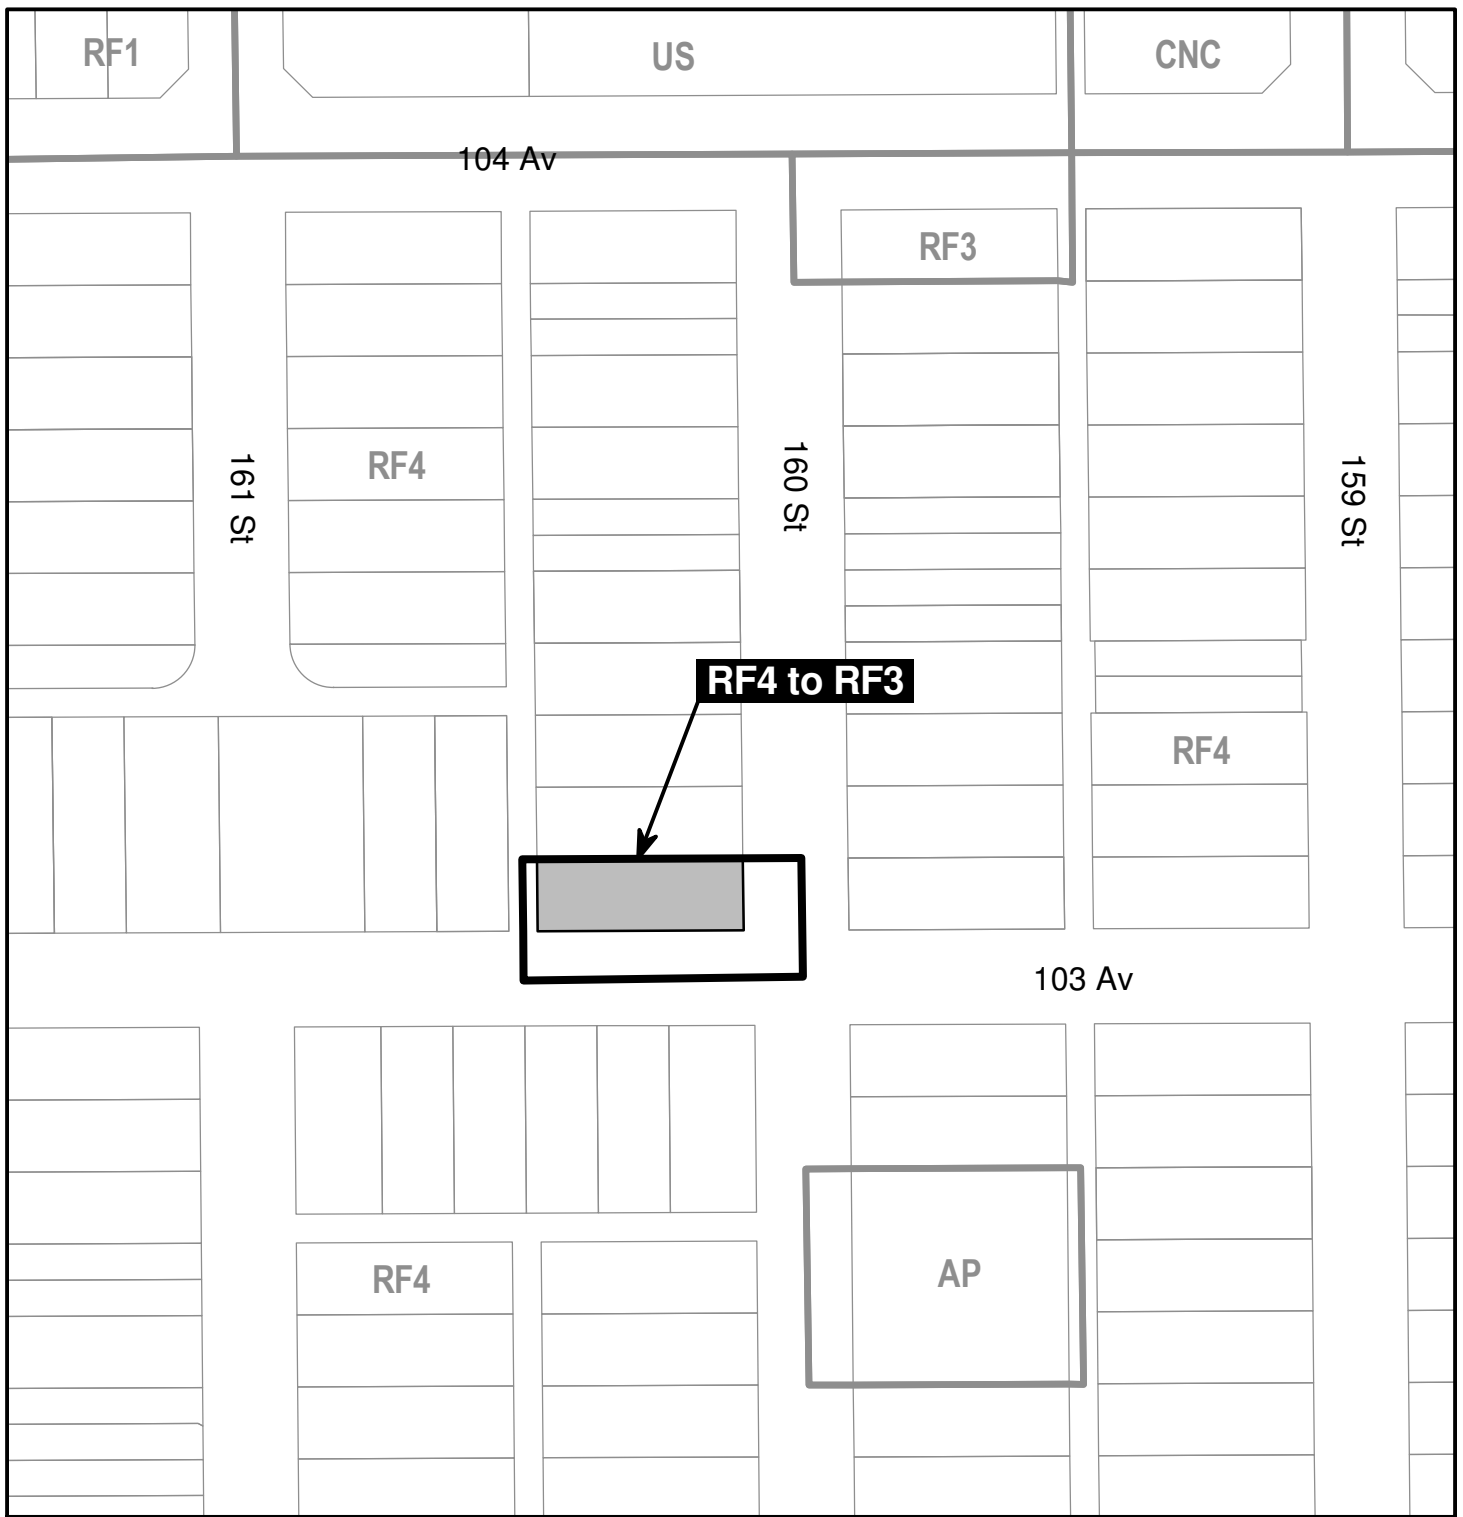 RF1
US
CNC
104 Av
RF3
161 St
RF4
160 St
159 St
RF4 to RF3
RF4
103 Av
RF4
AP